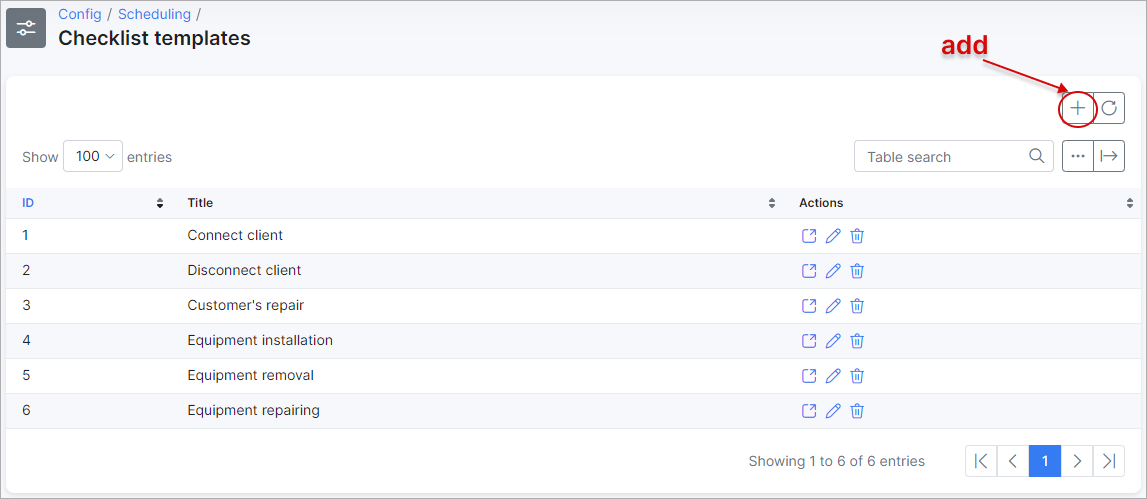 Config / Scheduling /
Checklist templates
add
Show 100 entries
Table search
ID Title Actions
1 Connect client
2 Disconnect client
3 Customer's repair
4 Equipment installation
5 Equipment removal
6 Equipment repairing
Showing 1 to 6 of 6 entries 1